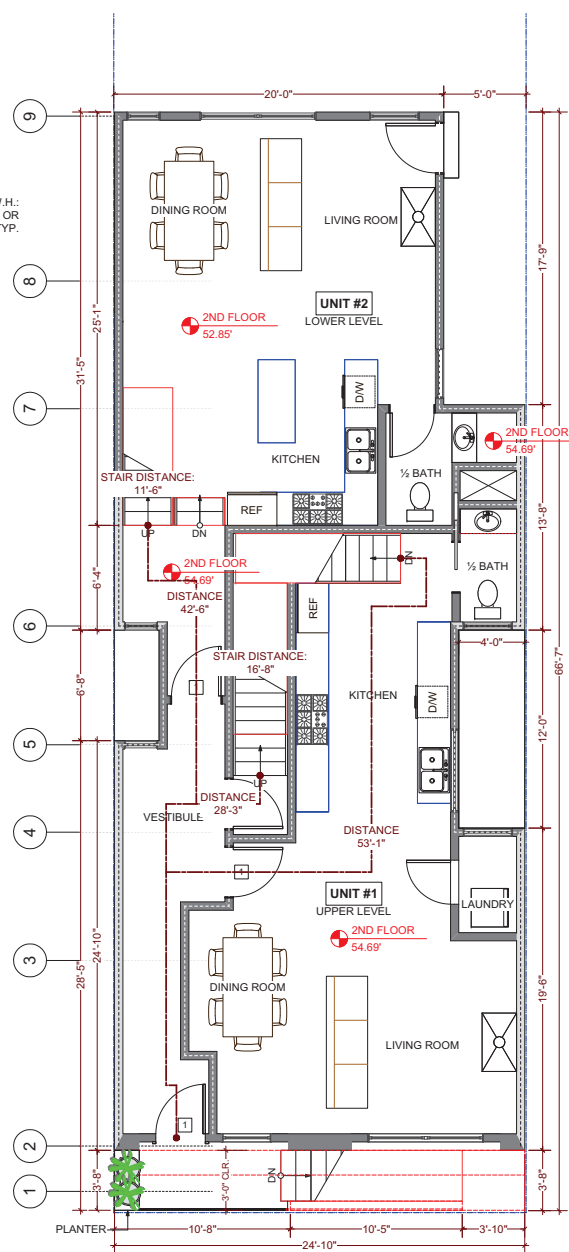 20'-0"
5'-0"
9
8
7
6
5
4
3
2
1
W.H.:
OR
TYP.
31'-5"
25'-1"
6'-4"
6'-8"
28'-5"
24'-10"
3'-8"
3'-8"
17'-9"
13'-8"
12'-0"
19'-6"
3'-8"
66'-7"
DINING ROOM
LIVING ROOM
UNIT #2
LOWER LEVEL
2ND FLOOR
52.85'
D/W
2ND FLOOR
54.69'
KITCHEN
½ BATH
STAIR DISTANCE:
11'-6"
REF
UP
DN
2ND FLOOR
54.69'
DISTANCE
42'-6"
DN
½ BATH
REF
4'-0"
STAIR DISTANCE:
16'-8"
KITCHEN
D/W
UP
DISTANCE
28'-3"
VESTIBULE
DISTANCE
53'-1"
1
UNIT #1
UPPER LEVEL
LAUNDRY
2ND FLOOR
54.69'
DINING ROOM
LIVING ROOM
1
DN
3'-0" CLR.
PLANTER
10'-8"
10'-5"
3'-10"
24'-10"